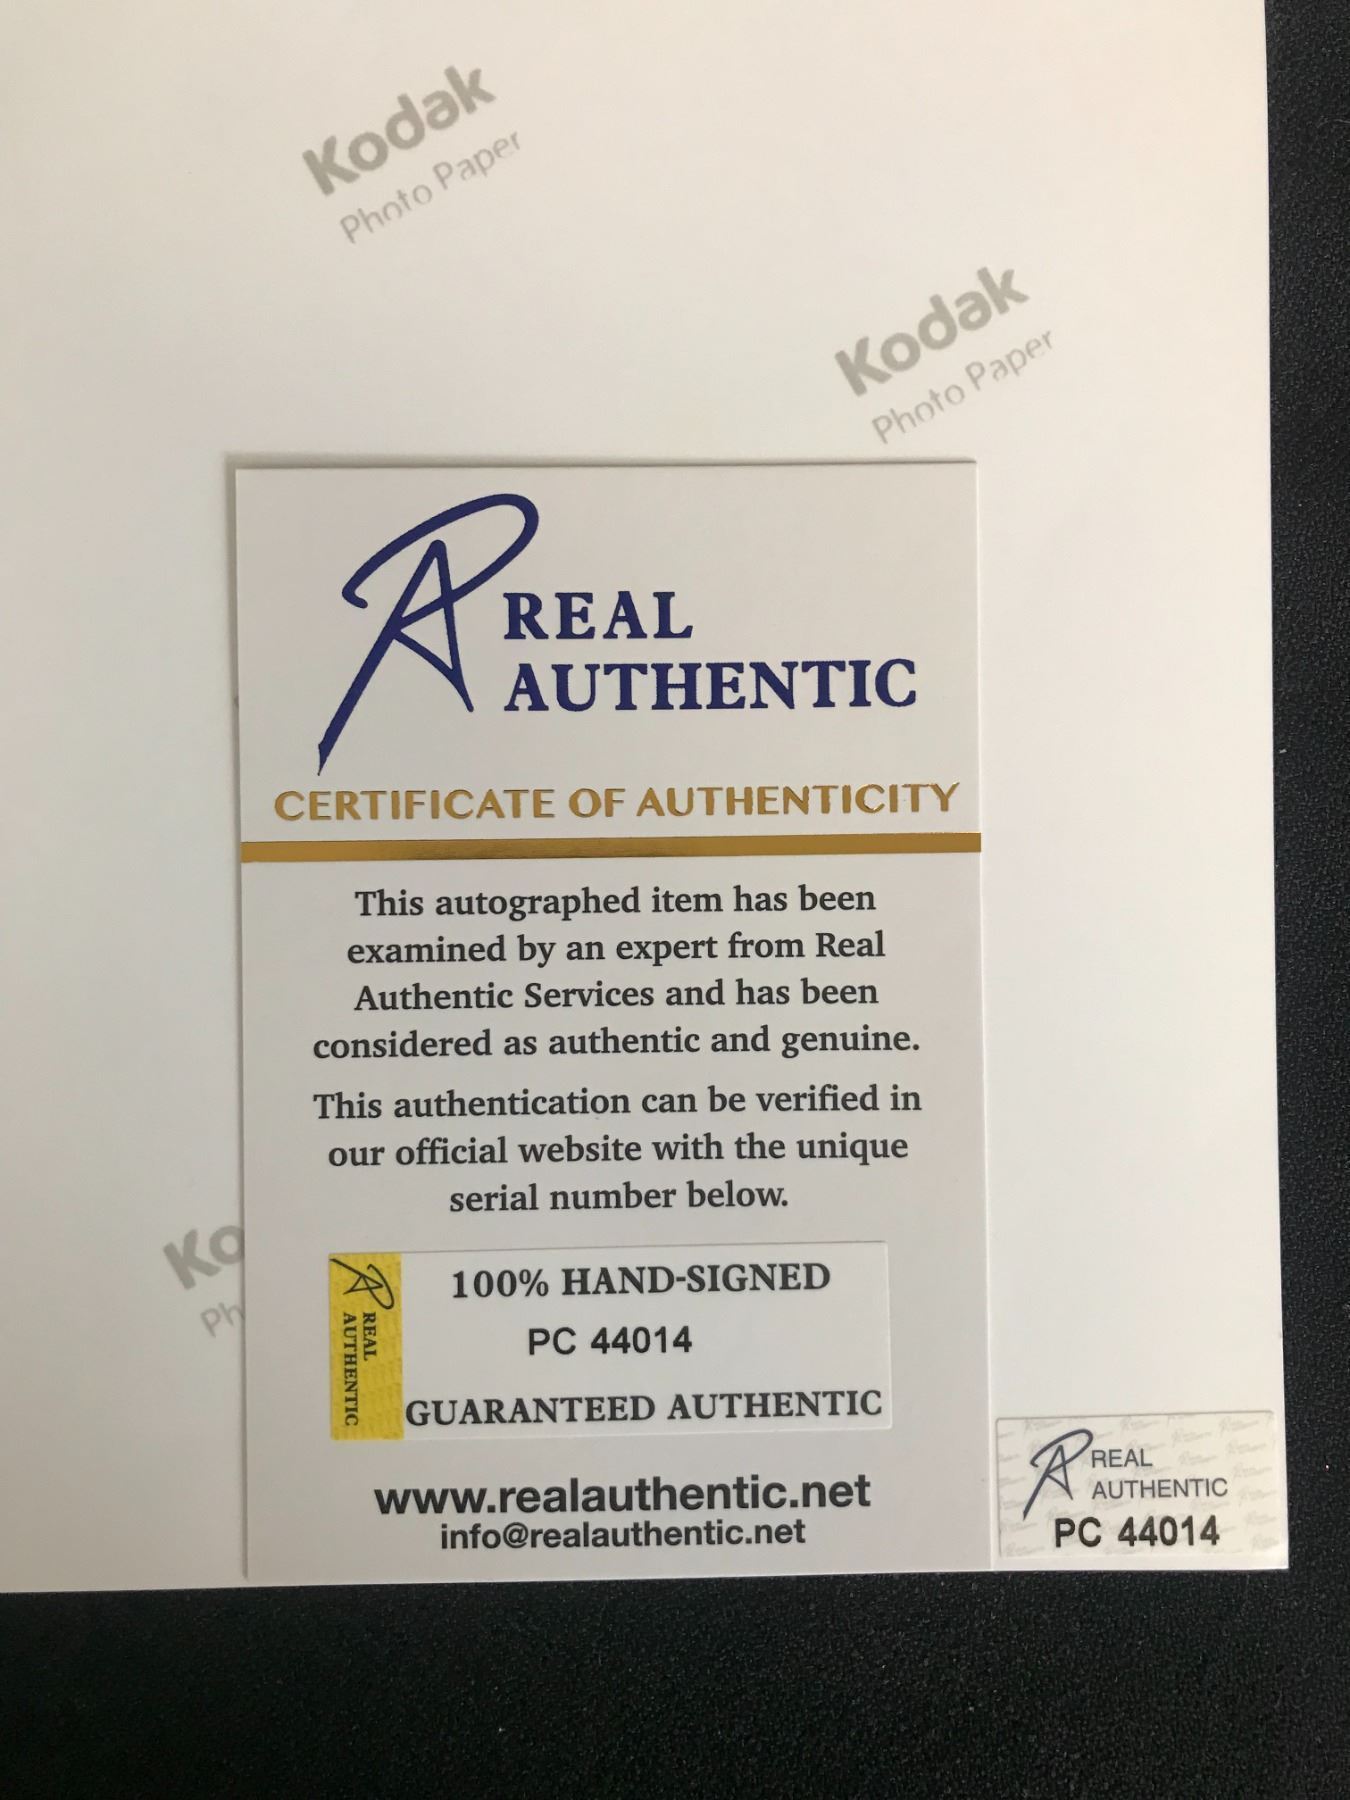 Kodak
Photo Paper
Kodak
Photo Paper
REAL
AUTHENTIC
CERTIFICATE OF AUTHENTICITY
This autographed item has been
examined by an expert from Real
Authentic Services and has been
considered as authentic and genuine.
This authentication can be verified in
our official website with the unique
serial number below.
Ko
Ph
REAL
AUTHENTIC
100% HAND-SIGNED
PC 44014
GUARANTEED AUTHENTIC
www.realauthentic.net
info@realauthentic.net
REAL
AUTHENTIC
PC 44014